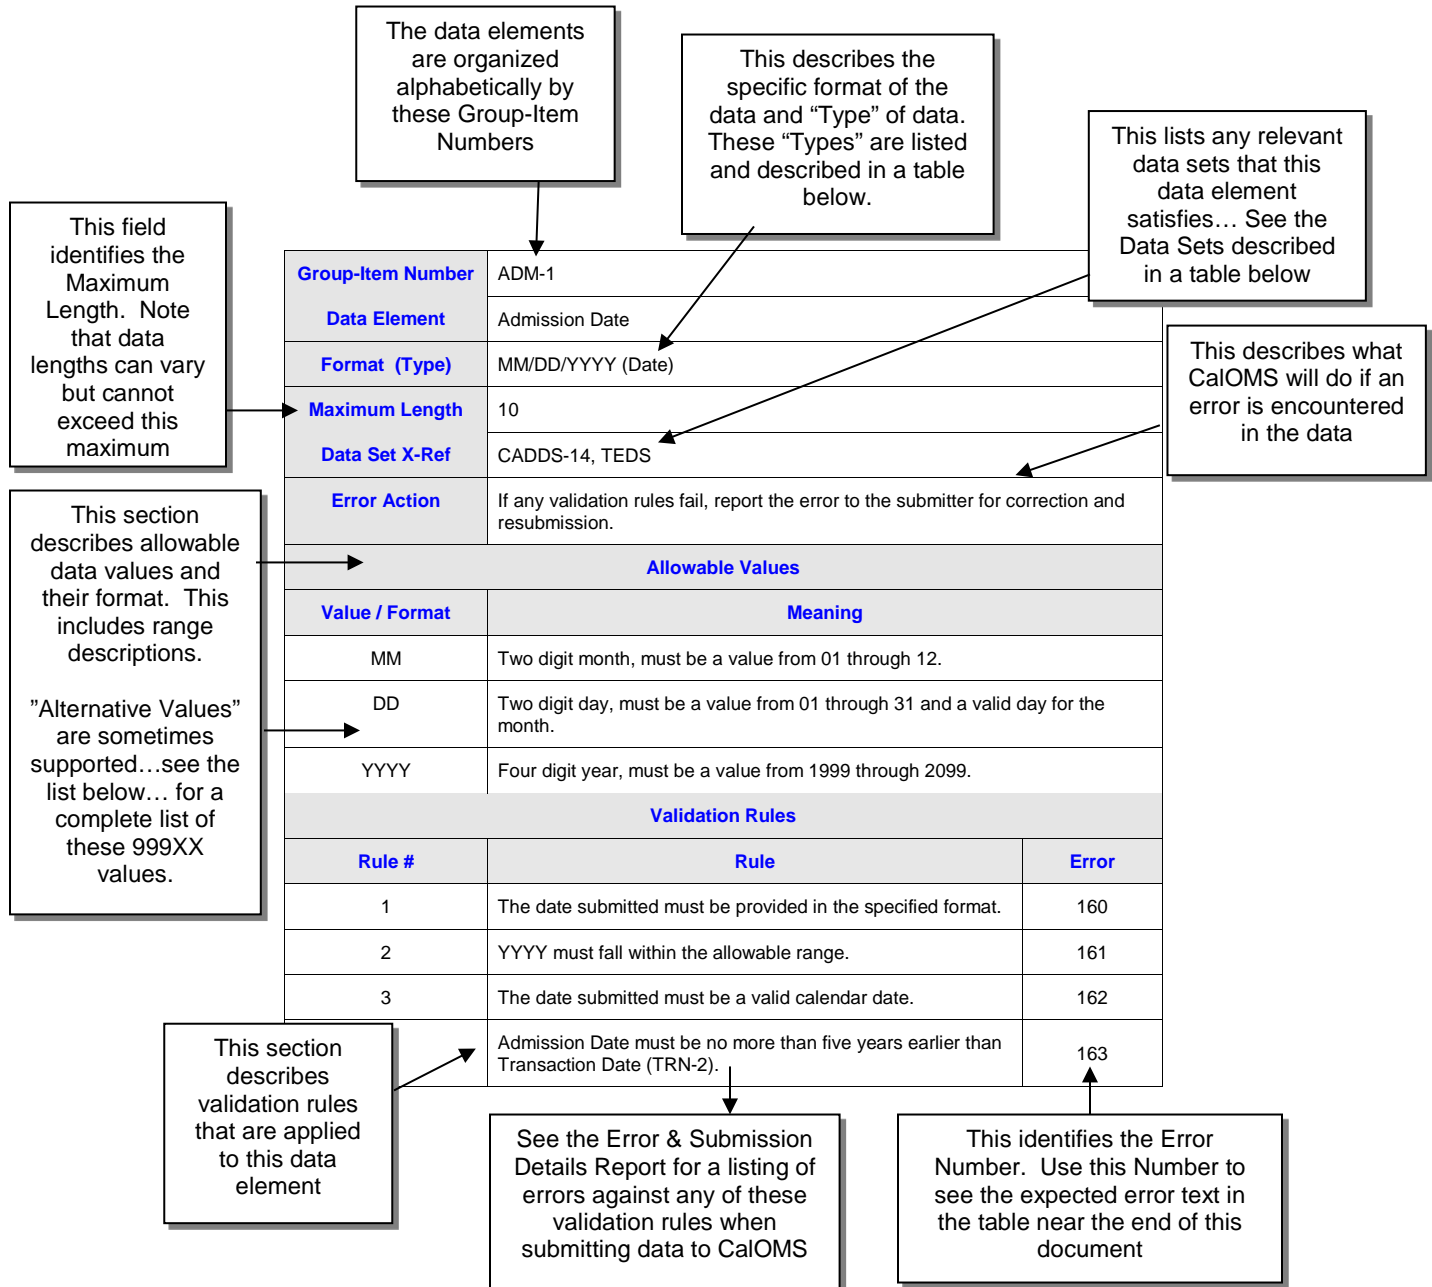 The data elements
are organized
alphabetically by
these Group-Item
Numbers
This describes the
specific format of the
data and “Type” of data.
These “Types” are listed
and described in a table
below.
This lists any relevant
data sets that this
data element
satisfies… See the
Data Sets described
in a table below
This field
identifies the
Maximum
Length.  Note
that data
lengths can vary
but cannot
exceed this
maximum
This describes what
CalOMS will do if an
error is encountered
in the data
Group-Item Number ADM-1
Data Element Admission Date
Format  (Type) MM/DD/YYYY (Date)
Maximum Length 10
Data Set X-Ref CADDS-14, TEDS
Error Action If any validation rules fail, report the error to the submitter for correction and
resubmission.
This section
describes allowable
data values and
their format.  This
includes range
descriptions.
”Alternative Values”
are sometimes
supported…see the
list below… for a
complete list of
these 999XX
values.
Allowable Values
Value / Format Meaning
MM Two digit month, must be a value from 01 through 12.
DD Two digit day, must be a value from 01 through 31 and a valid day for the
month.
YYYY Four digit year, must be a value from 1999 through 2099.
Validation Rules
Rule # Rule Error
1 The date submitted must be provided in the specified format. 160
2 YYYY must fall within the allowable range. 161
3 The date submitted must be a valid calendar date. 162
Admission Date must be no more than five years earlier than
Transaction Date (TRN-2). 163
This section
describes
validation rules
that are applied
to this data
element
See the Error & Submission
Details Report for a listing of
errors against any of these
validation rules when
submitting data to CalOMS
This identifies the Error
Number.  Use this Number to
see the expected error text in
the table near the end of this
document